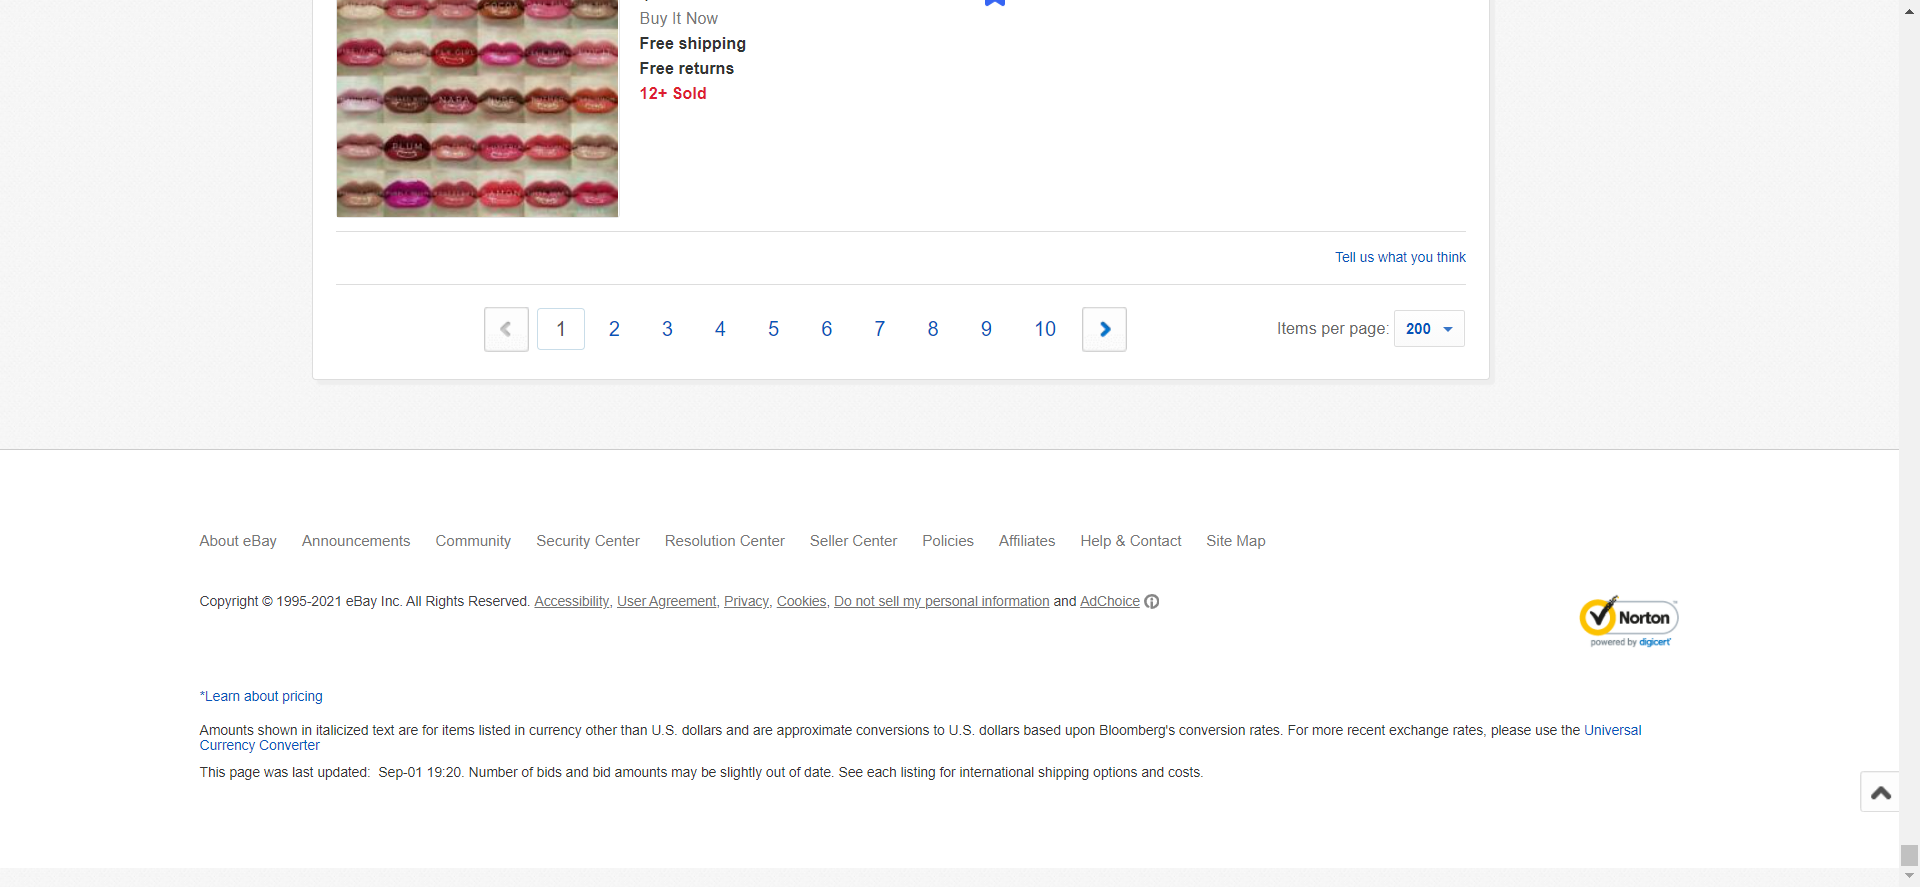 Buy It Now
Free shipping
Free returns
12+ Sold
NUDE
PLUM
Tell us what you think
1 2 3 4 5 6 7 8 9 10
Items per page: 200
About eBay Announcements Community Security Center Resolution Center Seller Center Policies Affiliates Help & Contact Site Map
Copyright © 1995-2021 eBay Inc. All Rights Reserved. Accessibility, User Agreement, Privacy, Cookies, Do not sell my personal information and AdChoice
Norton
powered by digicert
*Learn about pricing
Amounts shown in italicized text are for items listed in currency other than U.S. dollars and are approximate conversions to U.S. dollars based upon Bloomberg's conversion rates. For more recent exchange rates, please use the Universal
Currency Converter
This page was last updated: Sep-01 19:20. Number of bids and bid amounts may be slightly out of date. See each listing for international shipping options and costs.